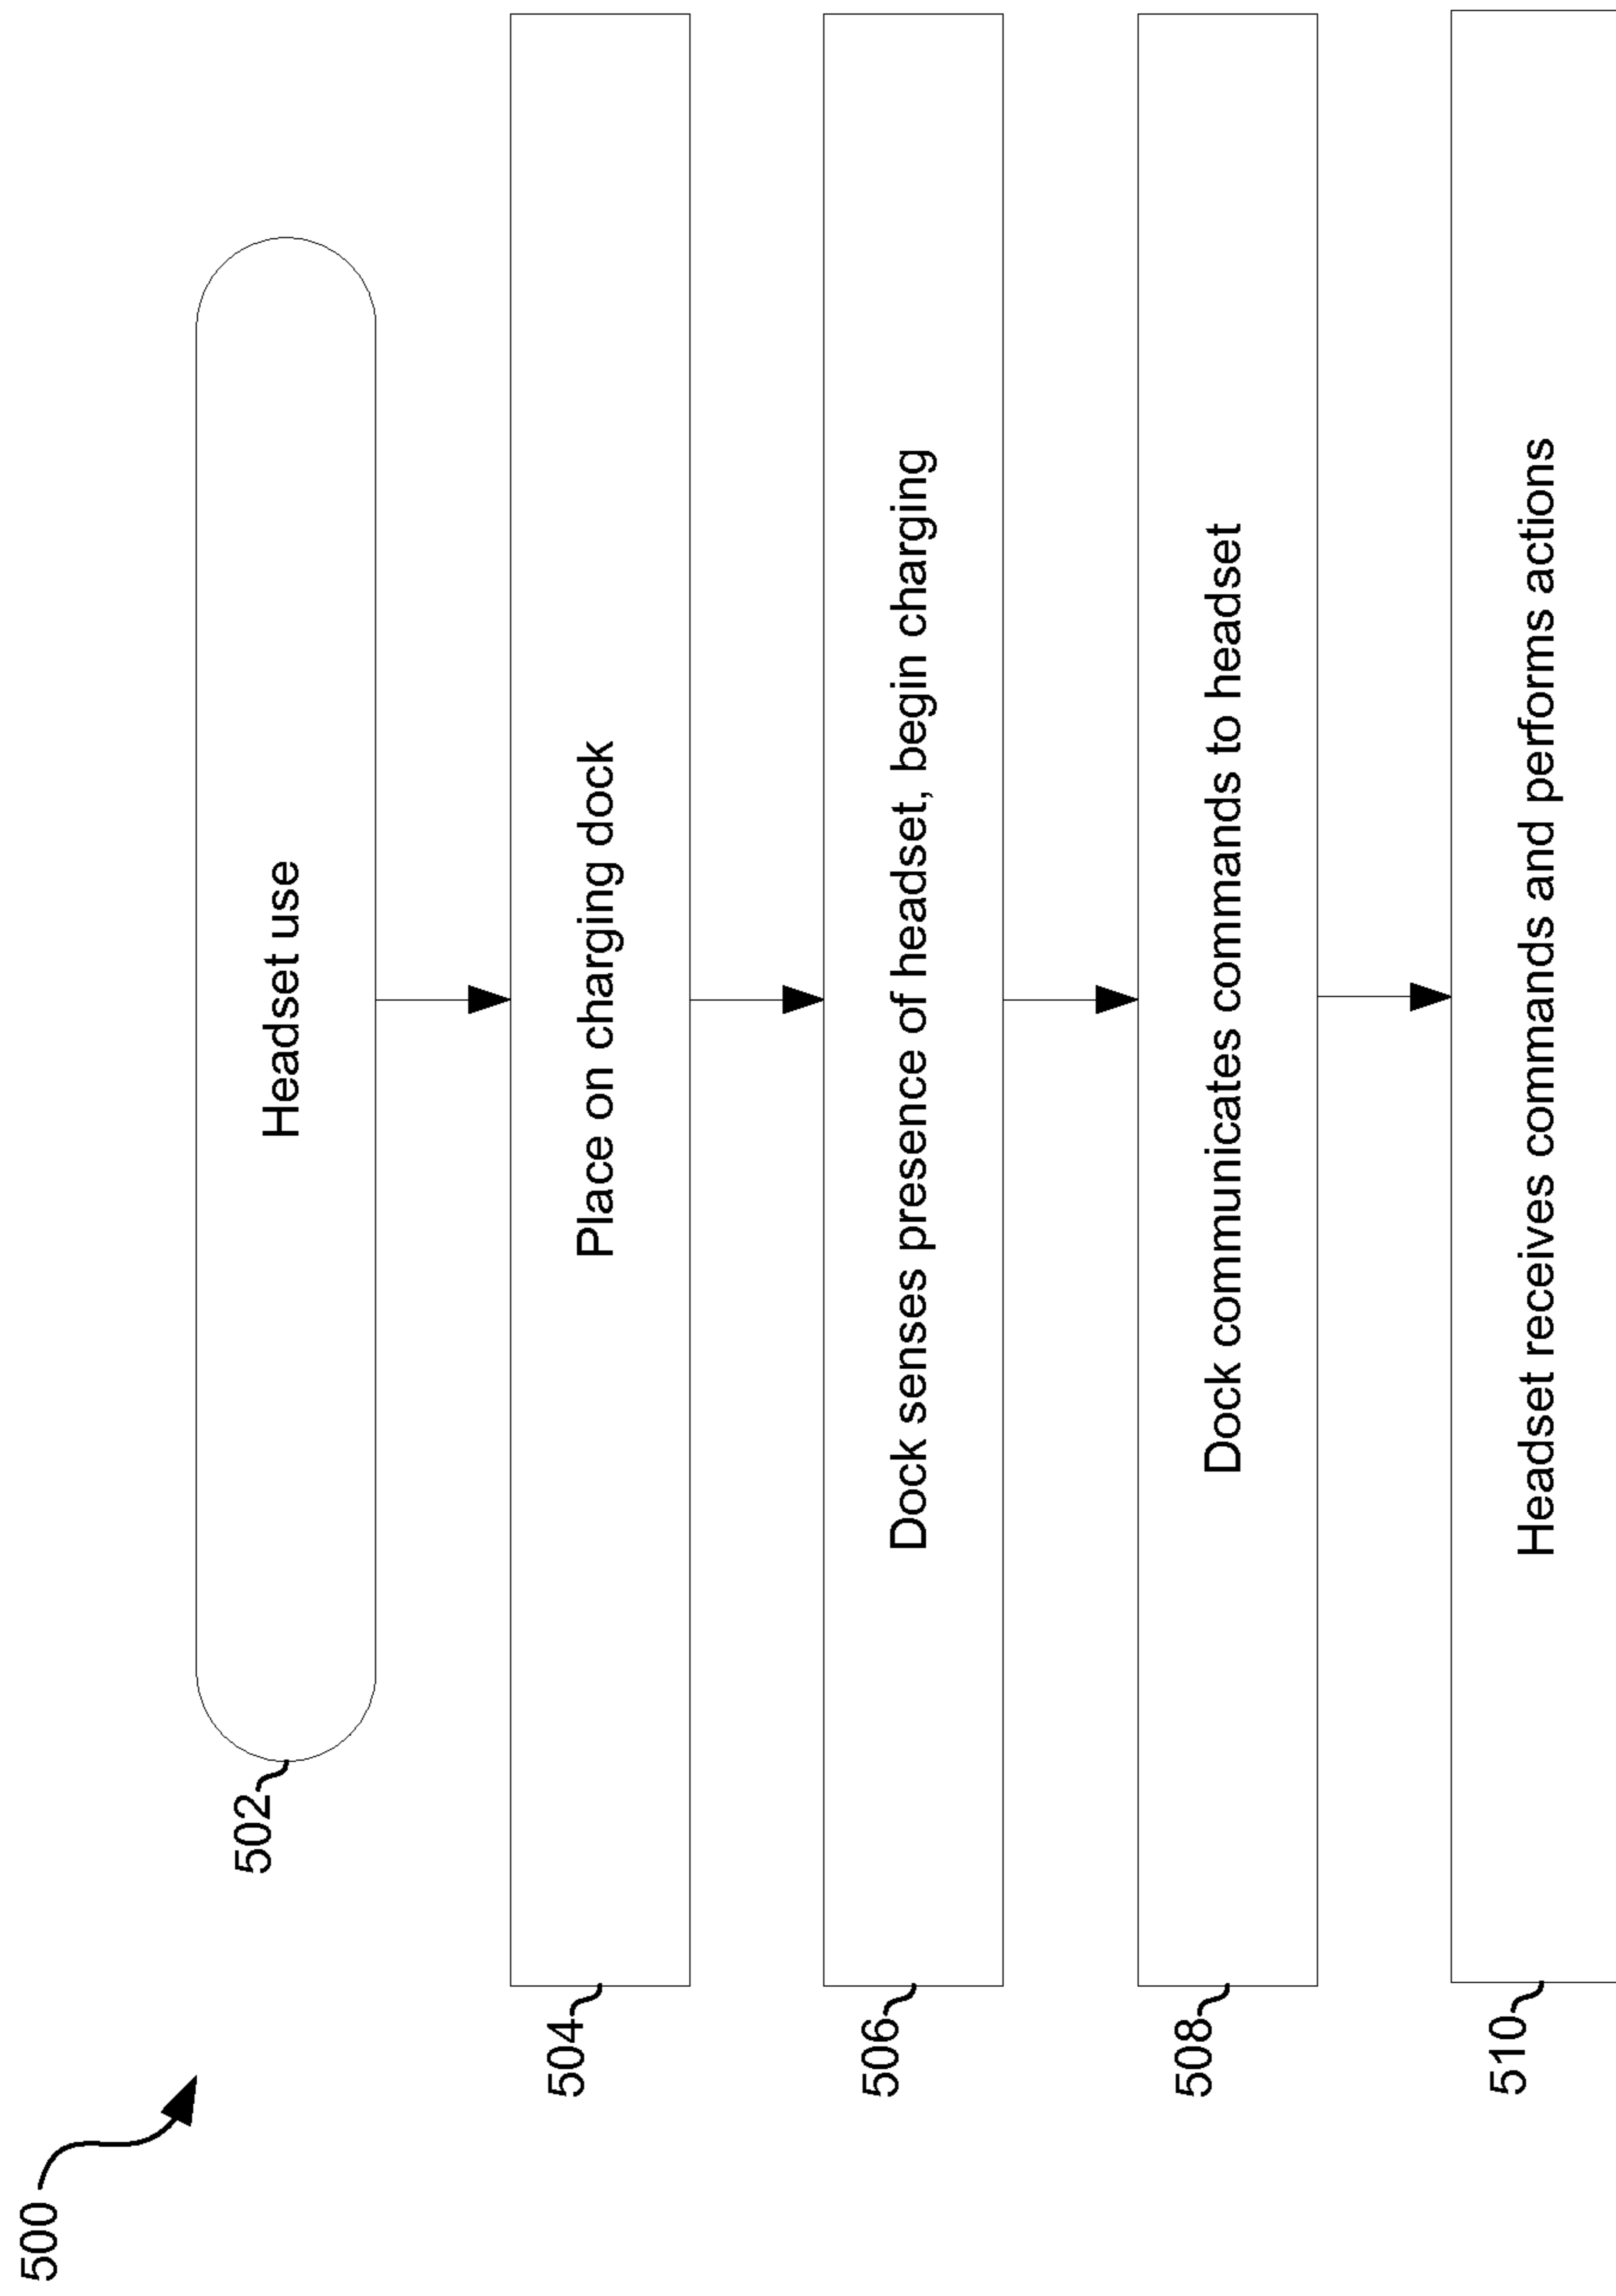 500
502
Headset use
504
Place on charging dock
506
Dock senses presence of headset, begin charging
508
Dock communicates commands to headset
510
Headset receives commands and performs actions